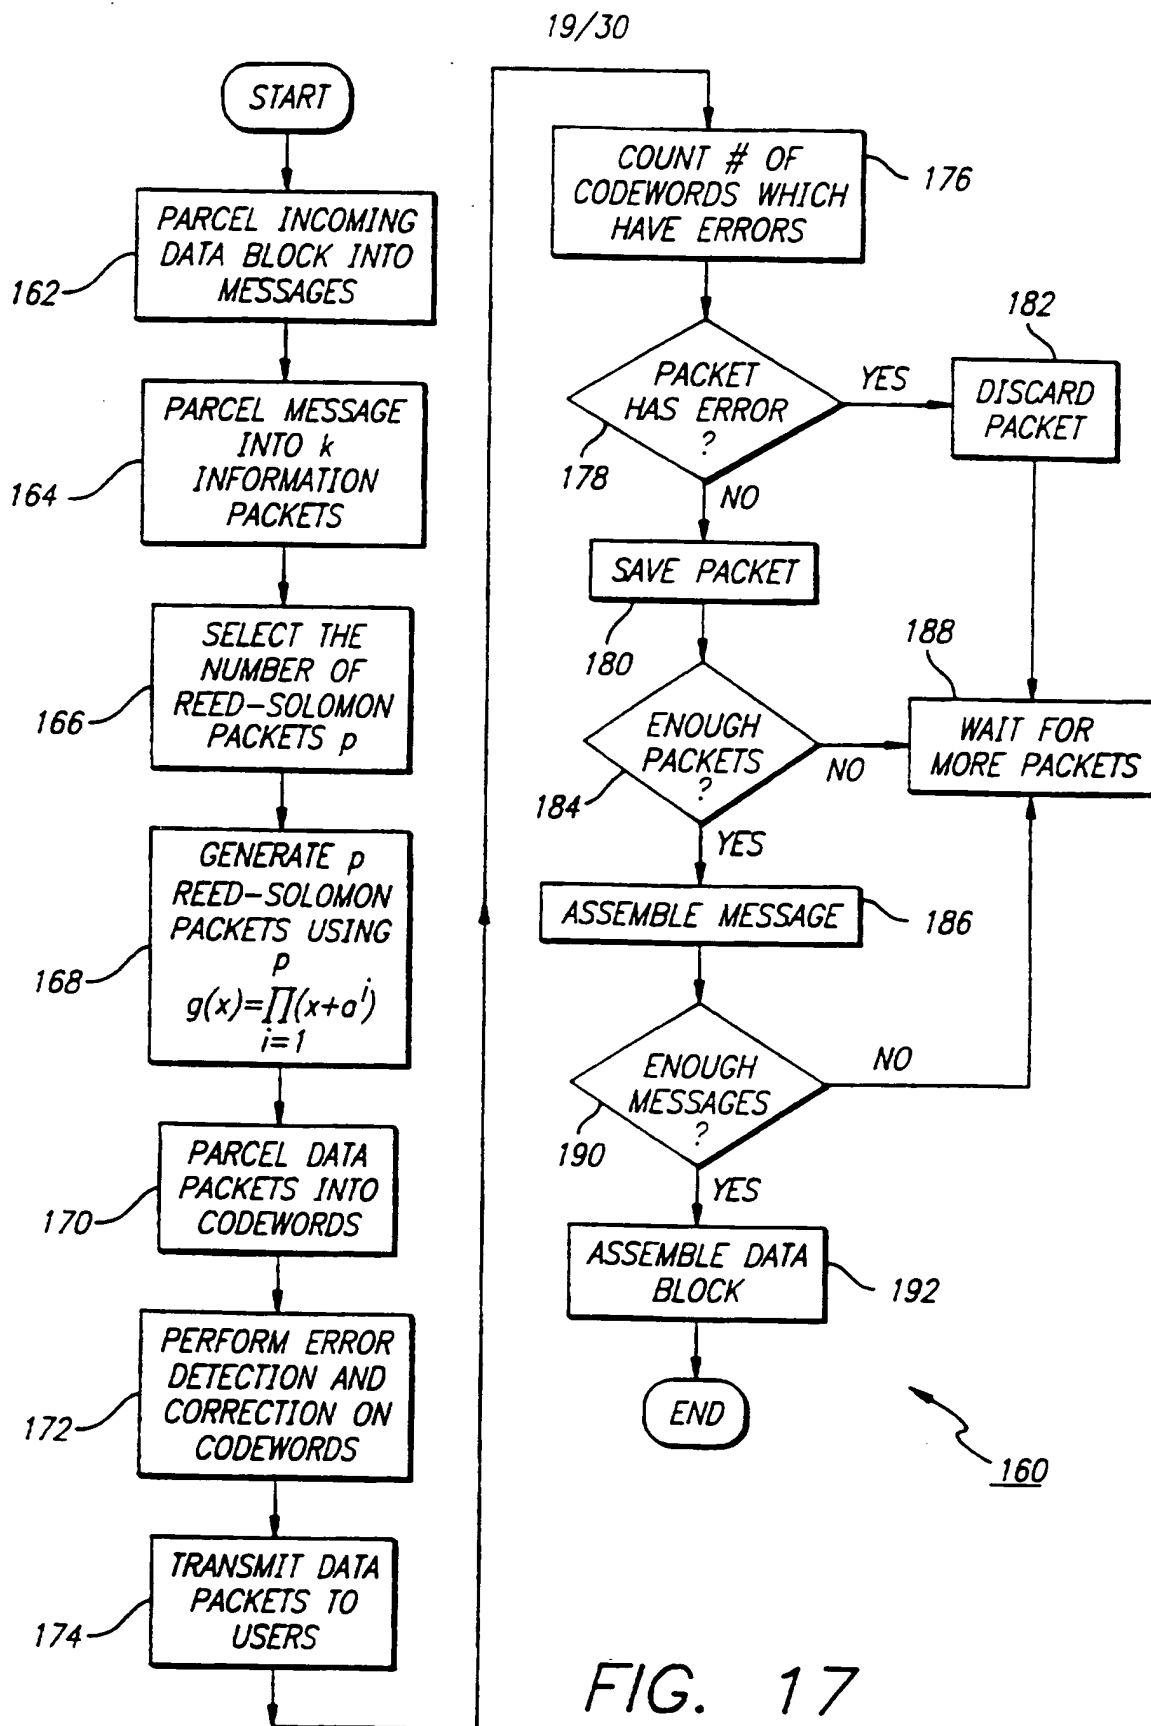 19/30
START
PARCEL INCOMING
DATA BLOCK INTO
MESSAGES
162
PARCEL MESSAGE
INTO k
INFORMATION
PACKETS
164
SELECT THE
NUMBER OF
REED-SOLOMON
PACKETS p
166
GENERATE p
REED-SOLOMON
PACKETS USING
p
g(x)=∏(x+a^i)
i=1
168
PARCEL DATA
PACKETS INTO
CODEWORDS
170
PERFORM ERROR
DETECTION AND
CORRECTION ON
CODEWORDS
172
TRANSMIT DATA
PACKETS TO
USERS
174
COUNT # OF
CODEWORDS WHICH
HAVE ERRORS
176
PACKET
HAS ERROR
?
178
YES
NO
182
DISCARD
PACKET
SAVE PACKET
180
ENOUGH
PACKETS
?
184
NO
YES
188
WAIT FOR
MORE PACKETS
ASSEMBLE MESSAGE
186
ENOUGH
MESSAGES
?
190
NO
YES
ASSEMBLE DATA
BLOCK
192
END
160
FIG. 17